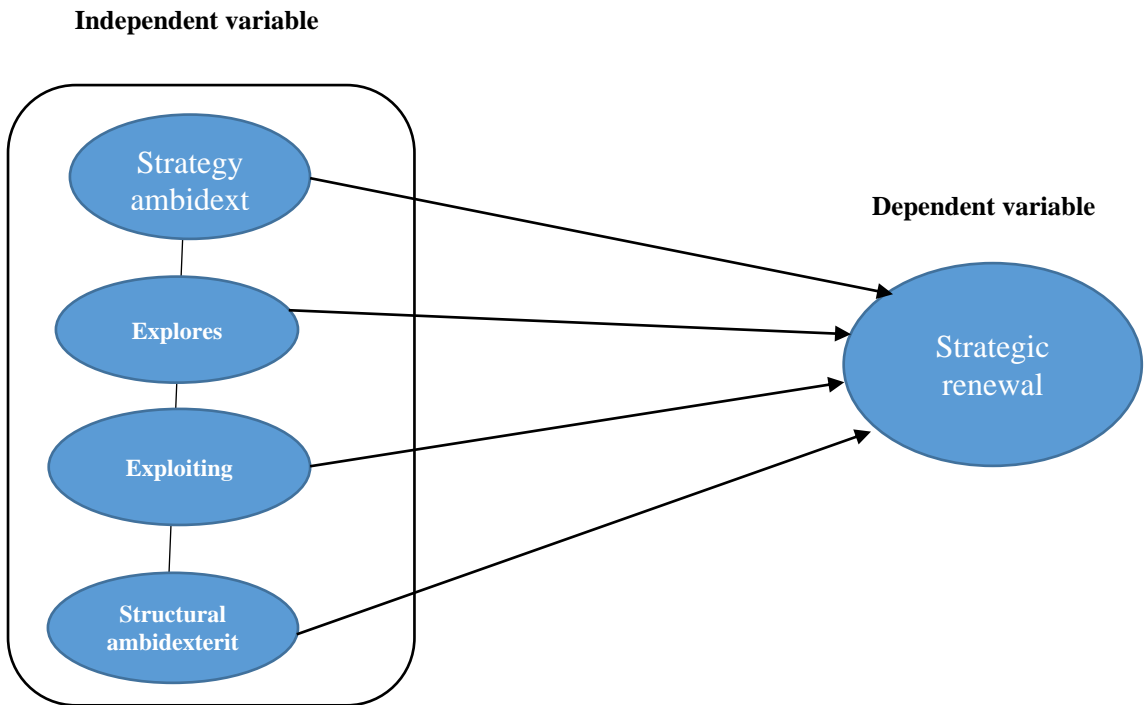 Independent variable
Strategy
ambidext
Dependent variable
Explores
Strategic
renewal
Exploiting
Structural
ambidexterit